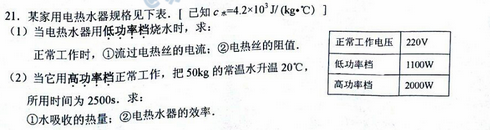 21. 某家用电热水器规格见下表. [ 已知 c水=4.2×10³J/ (kg•℃) ]
(1) 当电热水器用低功率档烧水时, 求:
正常工作时, ①流过电热丝的电流: ②电热丝的阻值.
(2) 当它用高功率档正常工作, 把 50kg 的常温水升温 20℃,
所用时间为 2500s. 求:
①水吸收的热量: ②电热水器的效率.
正常工作电压 220V
低功率档 1100W
高功率档 2000W